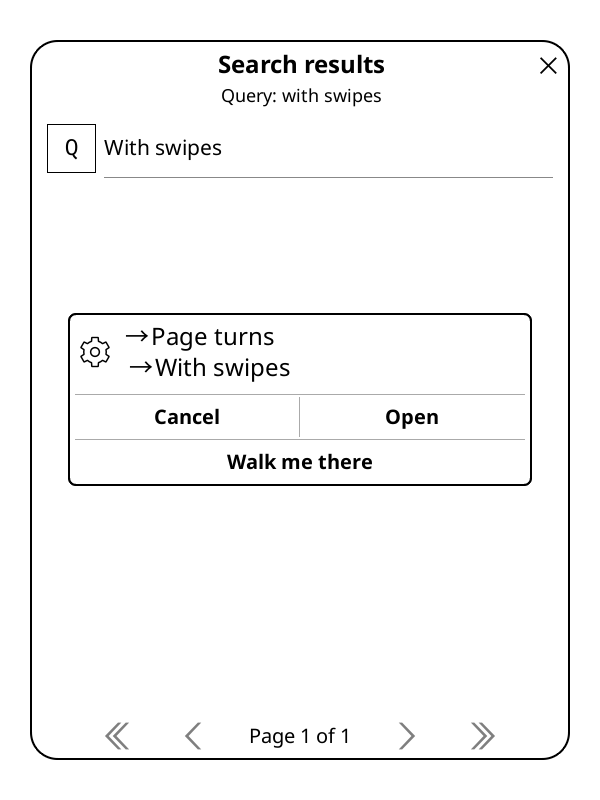 Search results
Query: with swipes
Q With swipes
→Page turns
→With swipes
Cancel Open
Walk me there
Page 1 of 1